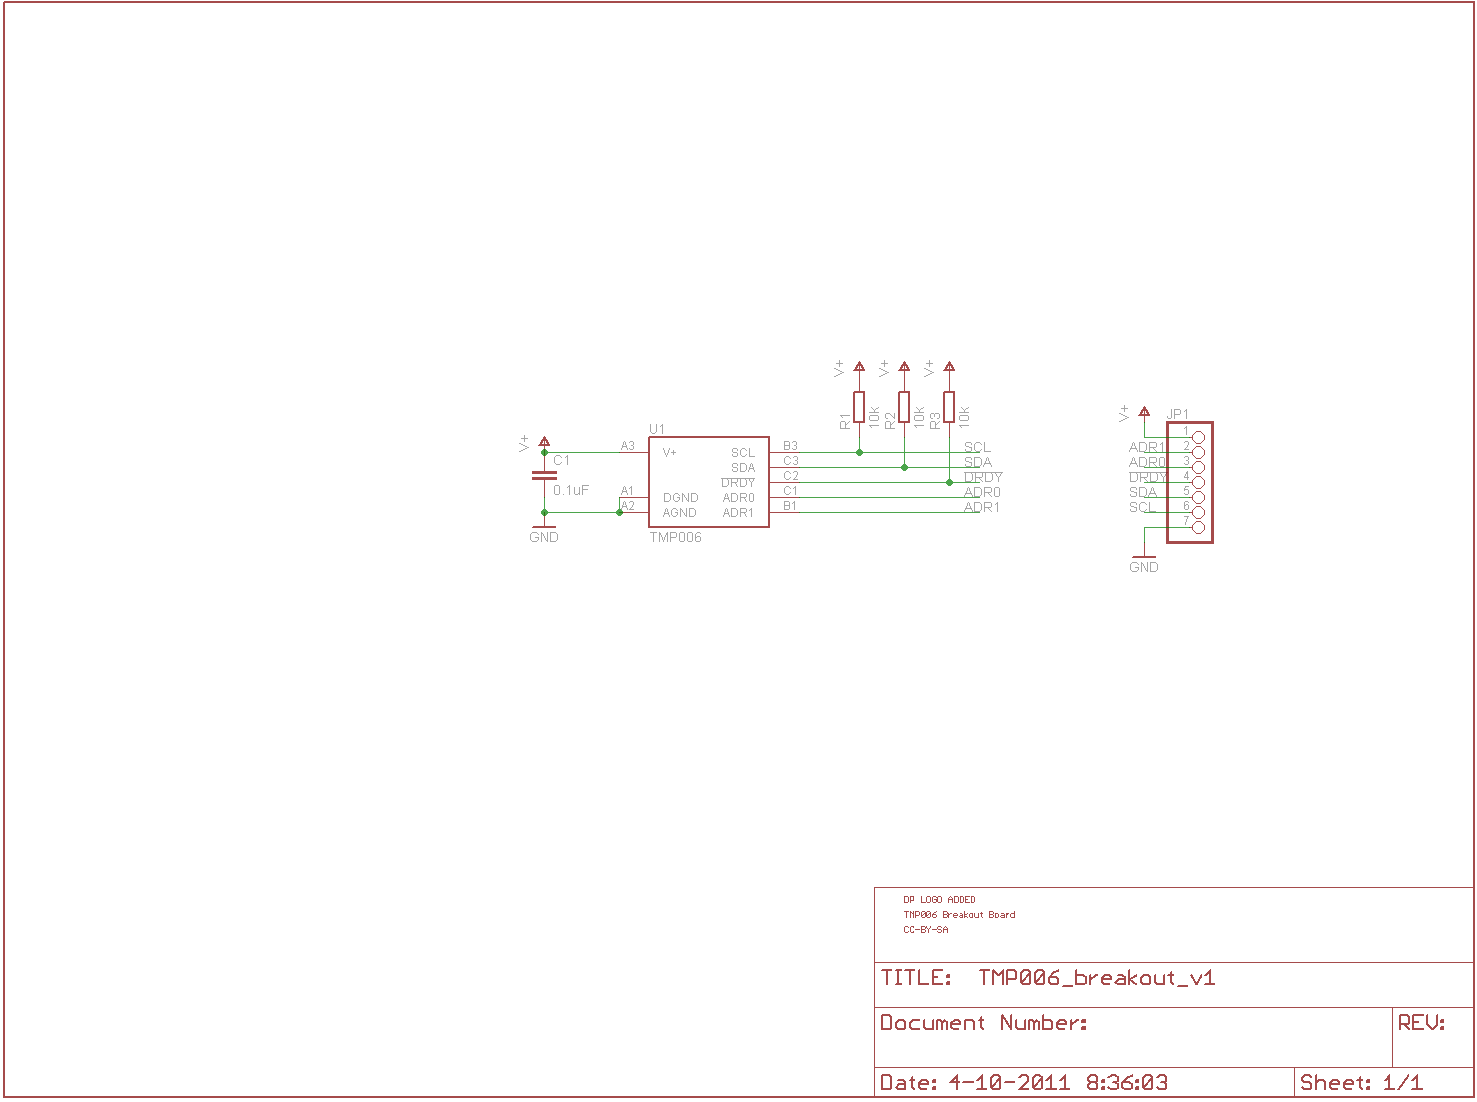 V+ V+ V+
R1 10k R2 10k R3 10k
V+ JP1
U1
V+ C1 0.1uF GND
A3 V+ SCL B3 SCL
SDA C3 SDA
DRDY C2 DRDY
A1 DGND ADR0 C1 ADR0
A2 AGND ADR1 B1 ADR1
TMP006
1
ADR1 2
ADR0 3
DRDY 4
SDA 5
SCL 6
7
GND
DP LOGO ADDED
TMP006 Breakout Board
CC-BY-SA
TITLE: TMP006_breakout_v1
Document Number:
REV:
Date: 4-10-2011 8:36:03
Sheet: 1/1